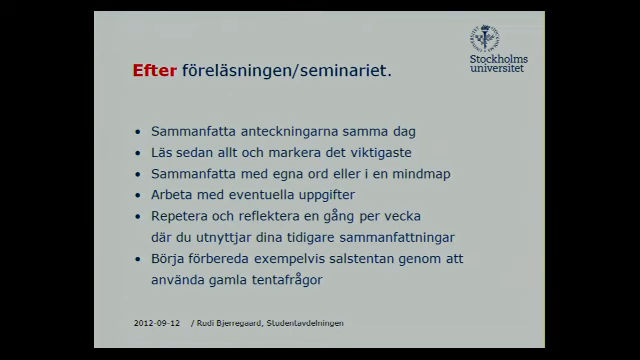 Stockholms
universitet
Efter föreläsningen/seminariet.
• Sammanfatta anteckningarna samma dag
• Läs sedan allt och markera det viktigaste
• Sammanfatta med egna ord eller i en mindmap
• Arbeta med eventuella uppgifter
• Repetera och reflektera en gång per vecka
där du utnyttjar dina tidigare sammanfattningar
• Börja förbereda exempelvis salstentan genom att
använda gamla tentafrågor
2012-09-12 / Rudi Bjerregaard, Studentavdelningen